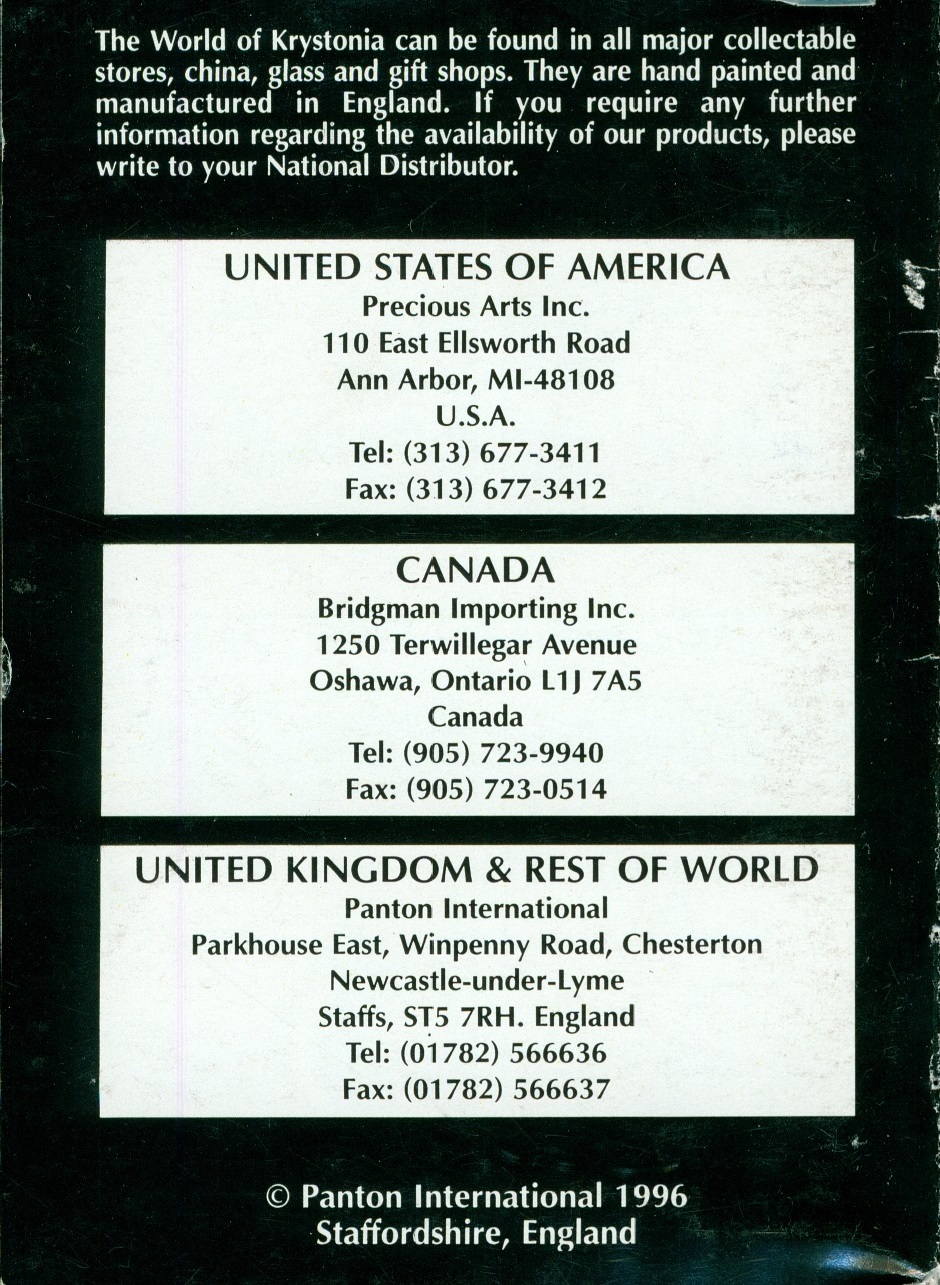 The World of Krystonia can be found in all major collectable
stores, china, glass and gift shops. They are hand painted and
manufactured in England. If you require any further
information regarding the availability of our products, please
write to your National Distributor.
UNITED STATES OF AMERICA
Precious Arts Inc.
110 East Ellsworth Road
Ann Arbor, MI-48108
U.S.A.
Tel: (313) 677-3411
Fax: (313) 677-3412
CANADA
Bridgman Importing Inc.
1250 Terwillegar Avenue
Oshawa, Ontario L1J 7A5
Canada
Tel: (905) 723-9940
Fax: (905) 723-0514
UNITED KINGDOM & REST OF WORLD
Panton International
Parkhouse East, Winpenny Road, Chesterton
Newcastle-under-Lyme
Staffs, ST5 7RH. England
Tel: (01782) 566636
Fax: (01782) 566637
© Panton International 1996
Staffordshire, England